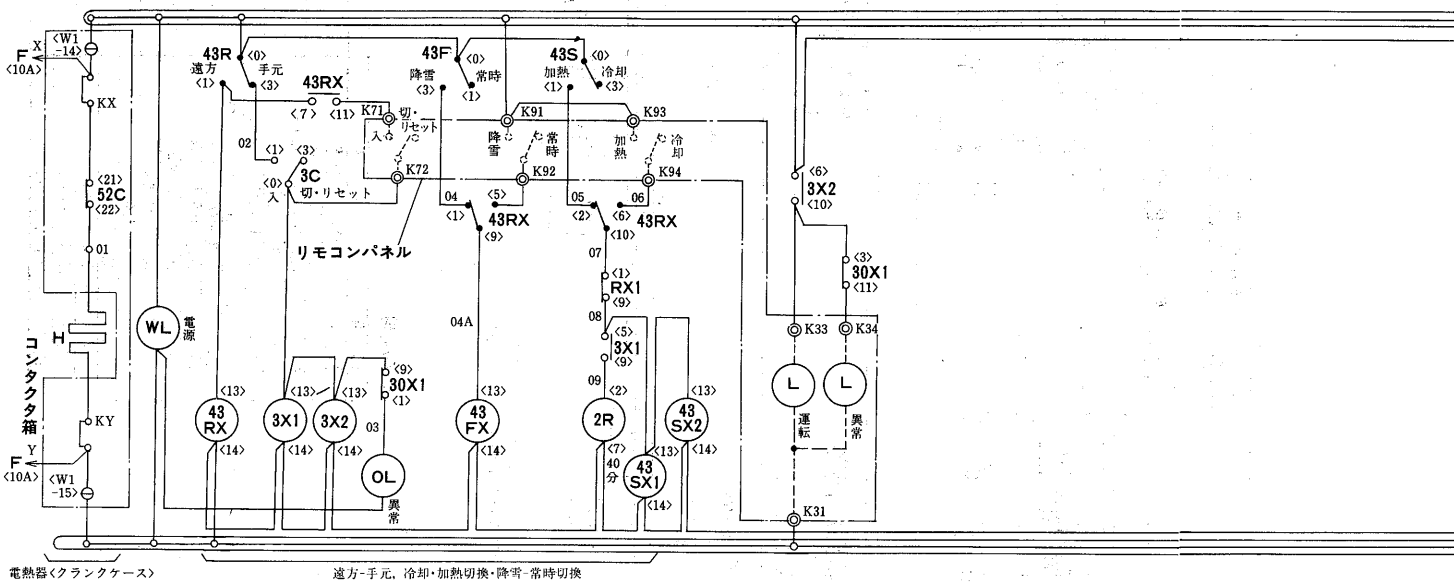 X
F
<10A>
<W1
-14>
KX
<21>
52C
<22>
01
H
コンタクタ箱
KY
Y
F
<10A>
<W1
-15>
電熱器<クランクケース>
WL
電源
43R
<0>
遠方
手元
<1>
<3>
43RX
<7>
<11>
02
<1>
<3>
3C
<0>
入
切・リセット
K71
切・
リセット
入
K72
リモコンパネル
43F
<0>
降雪
常時
<3>
<1>
43S
<0>
加熱
冷却
<1>
<3>
K91
降雪
常時
K92
K93
加熱
冷却
K94
04
<5>
<1>
43RX
<9>
05
06
<2>
<6>
43RX
<10>
07
<1>
RX1
<9>
08
<5>
3X1
<9>
09
04A
<13>
43
RX
<14>
<13>
3X1
<14>
<13>
3X2
<14>
<9>
30X1
<1>
03
OL
異常
<13>
43
FX
<14>
<2>
2R
<7>
40
分
<13>
43
SX1
<14>
<13>
43
SX2
<14>
<6>
3X2
<10>
<3>
30X1
<11>
K33
K34
L
L
運転
異常
K31
遠方-手元, 冷却・加熱切換・降雪-常時切換